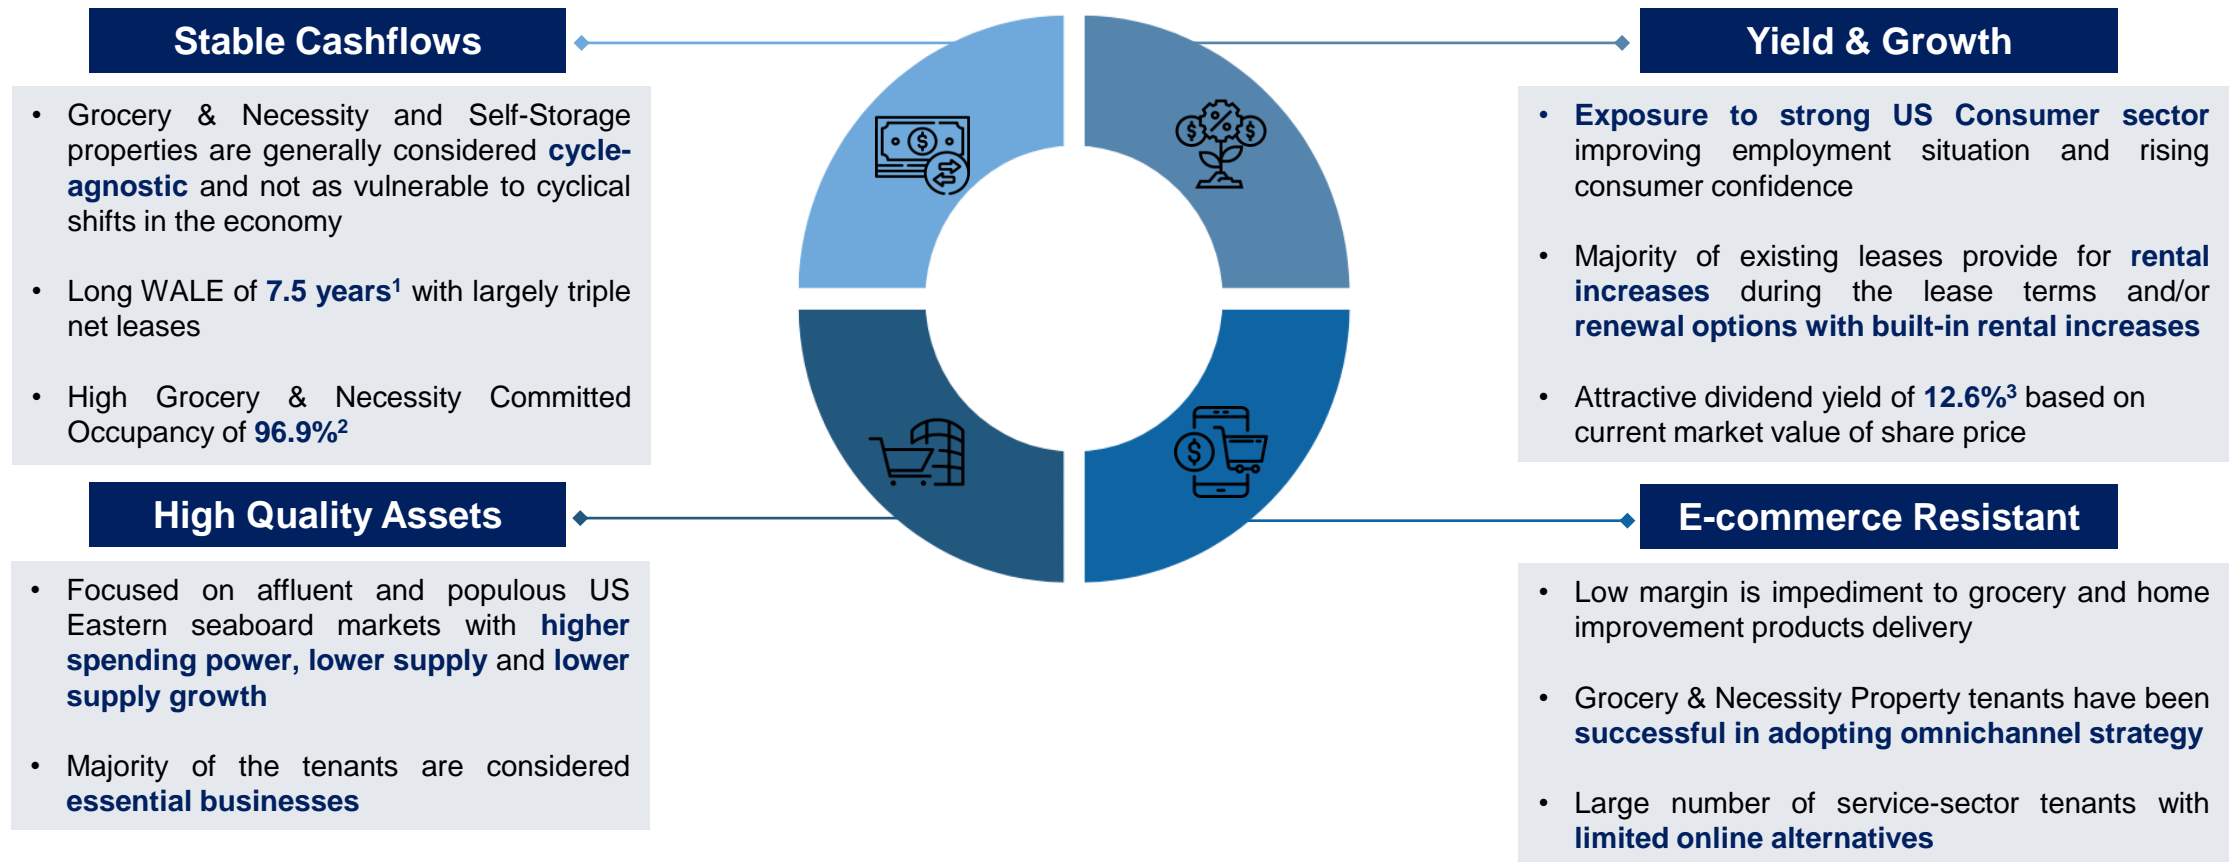 Stable Cashflows
• Grocery & Necessity and Self-Storage
properties are generally considered cycle-
agnostic and not as vulnerable to cyclical
shifts in the economy
• Long WALE of 7.5 years¹ with largely triple
net leases
• High Grocery & Necessity Committed
Occupancy of 96.9%²
High Quality Assets
• Focused on affluent and populous US
Eastern seaboard markets with higher
spending power, lower supply and lower
supply growth
• Majority of the tenants are considered
essential businesses
Yield & Growth
• Exposure to strong US Consumer sector
improving employment situation and rising
consumer confidence
• Majority of existing leases provide for rental
increases during the lease terms and/or
renewal options with built-in rental increases
• Attractive dividend yield of 12.6%³ based on
current market value of share price
E-commerce Resistant
• Low margin is impediment to grocery and home
improvement products delivery
• Grocery & Necessity Property tenants have been
successful in adopting omnichannel strategy
• Large number of service-sector tenants with
limited online alternatives